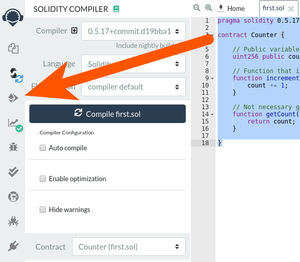 SOLIDITY COMPILER
Compiler
0.5.17+commit.d19bba1
Include nightly
Language
Solidity
compiler default
Compile first.sol
Compiler Configuration
Auto compile
Enable optimization
Hide warnings
Contract
Counter (first.sol)
Home
first.sol
1 pragma solidity 0.5.17
2
3 contract Counter {
4
5 // Public variable
6 uint256 public cou
7
8 // Function that i
9 function increment
10 count += 1;
11 }
12
13 // Not necessary g
14 function getCount(
15 return count;
16 }
17
18 }